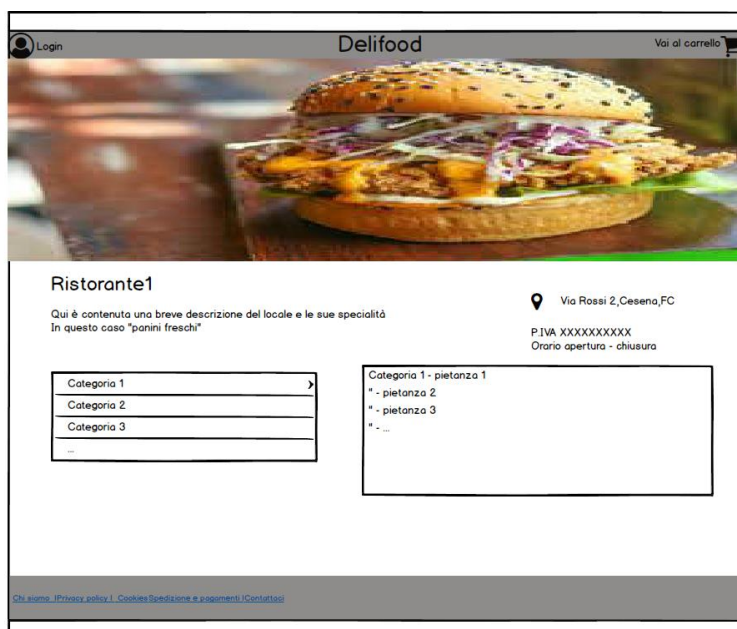 Login
Delifood
Vai al carrello
Ristorante1
Qui è contenuta una breve descrizione del locale e le sue specialità
In questo caso "panini freschi"
Via Rossi 2,Cesena,FC
P.IVA XXXXXXXXXX
Orario apertura - chiusura
Categoria 1
Categoria 2
Categoria 3
...
Categoria 1 - pietanza 1
" - pietanza 2
" - pietanza 3
" - ...
Chi siamo |Privacy policy | Cookies Spedizione e pagamenti |Contattaci